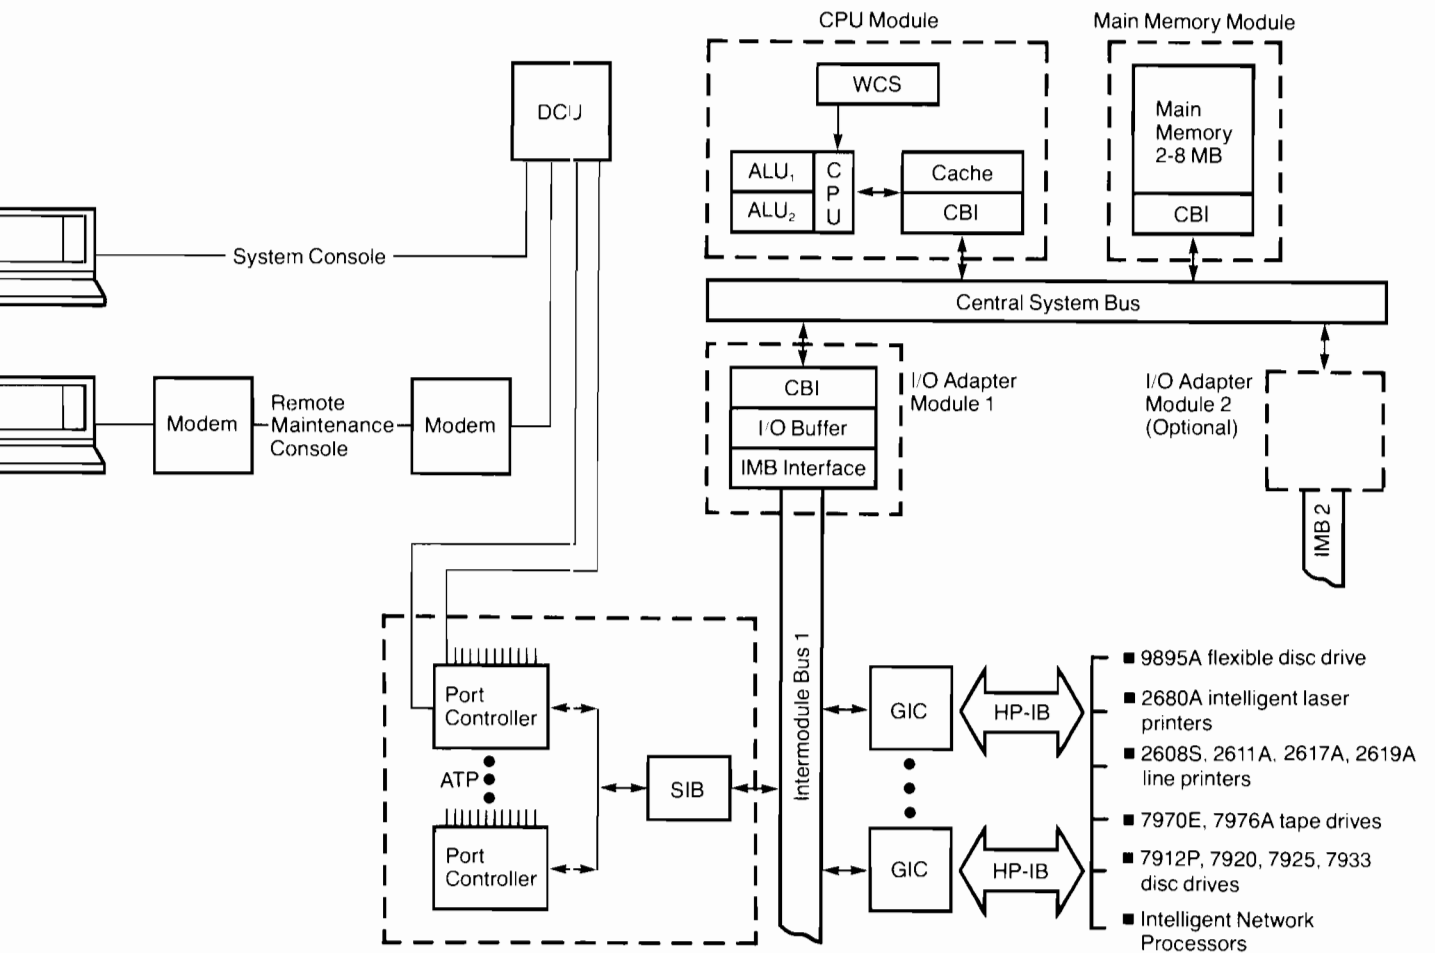 CPU Module
Main Memory Module
DCU
WCS
ALU₁
ALU₂
C
P
U
Cache
CBI
Main
Memory
2-8 MB
CBI
System Console
Central System Bus
Modem
Remote
Maintenance
Console
Modem
CBI
I/O Buffer
IMB Interface
I/O Adapter
Module 1
I/O Adapter
Module 2
(Optional)
IMB 2
Intermodule Bus 1
Port
Controller
ATP
Port
Controller
SIB
GIC
HP-IB
GIC
HP-IB
■ 9895A flexible disc drive
■ 2680A intelligent laser
printers
■ 2608S, 2611A, 2617A, 2619A
line printers
■ 7970E, 7976A tape drives
■ 7912P, 7920, 7925, 7933
disc drives
■ Intelligent Network
Processors